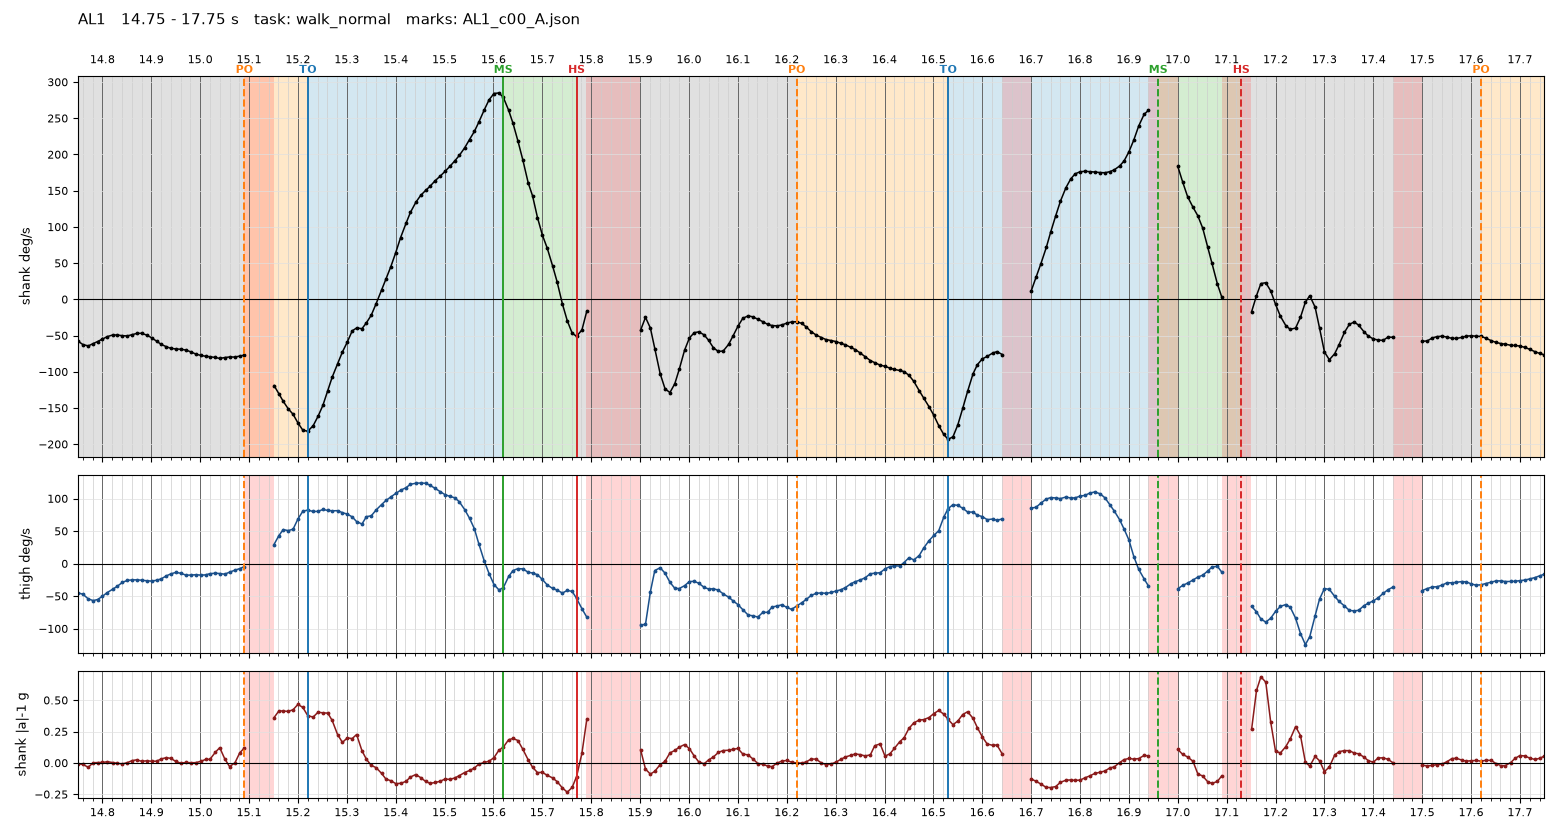 AL1 14.75 - 17.75 s task: walk_normal marks: AL1_c00_A.json
14.8 14.9 15.0 15.1 15.2 15.3 15.4 15.5 15.6 15.7 15.8 15.9 16.0 16.1 16.2 16.3 16.4 16.5 16.6 16.7 16.8 16.9 17.0 17.1 17.2 17.3 17.4 17.5 17.6 17.7
PO TO MS HS PO TO MS HS PO
300
250
200
150
100
50
0
−50
−100
−150
−200
shank deg/s
100
50
0
−50
−100
thigh deg/s
0.50
0.25
0.00
−0.25
shank |a|-1 g
14.8 14.9 15.0 15.1 15.2 15.3 15.4 15.5 15.6 15.7 15.8 15.9 16.0 16.1 16.2 16.3 16.4 16.5 16.6 16.7 16.8 16.9 17.0 17.1 17.2 17.3 17.4 17.5 17.6 17.7